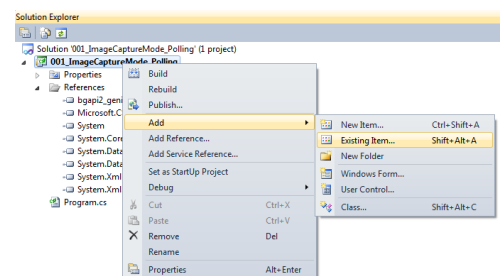 Solution Explorer
Solution '001_ImageCaptureMode_Polling' (1 project)
001_ImageCaptureMode_Polling
Properties
References
bgapi2_geni
Microsoft.C
System
System.Core
System.Data
System.Data
System.Xml
System.Xml
Program.cs
Build
Rebuild
Publish...
Add
Add Reference...
Add Service Reference...
Set as StartUp Project
Debug
Cut Ctrl+X
Paste Ctrl+V
Remove Del
Rename
Properties Alt+Enter
New Item... Ctrl+Shift+A
Existing Item... Shift+Alt+A
New Folder
Windows Form...
User Control...
Class... Shift+Alt+C